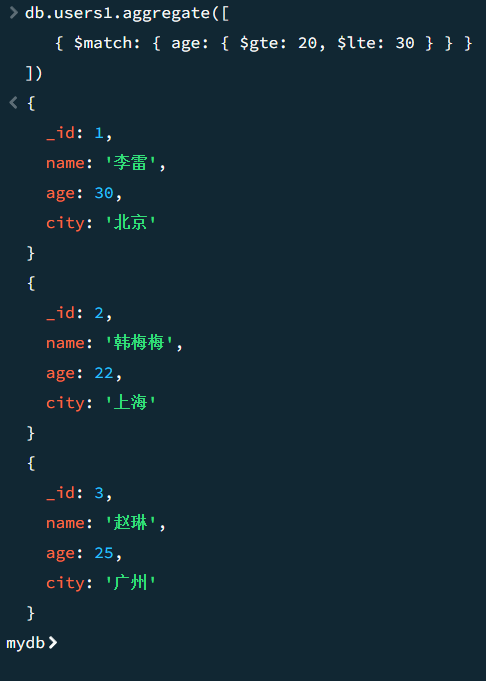 > db.users1.aggregate([
{ $match: { age: { $gte: 20, $lte: 30 } } }
])
< {
_id: 1,
name: '李雷',
age: 30,
city: '北京'
}
{
_id: 2,
name: '韩梅梅',
age: 22,
city: '上海'
}
{
_id: 3,
name: '赵琳',
age: 25,
city: '广州'
}
mydb>